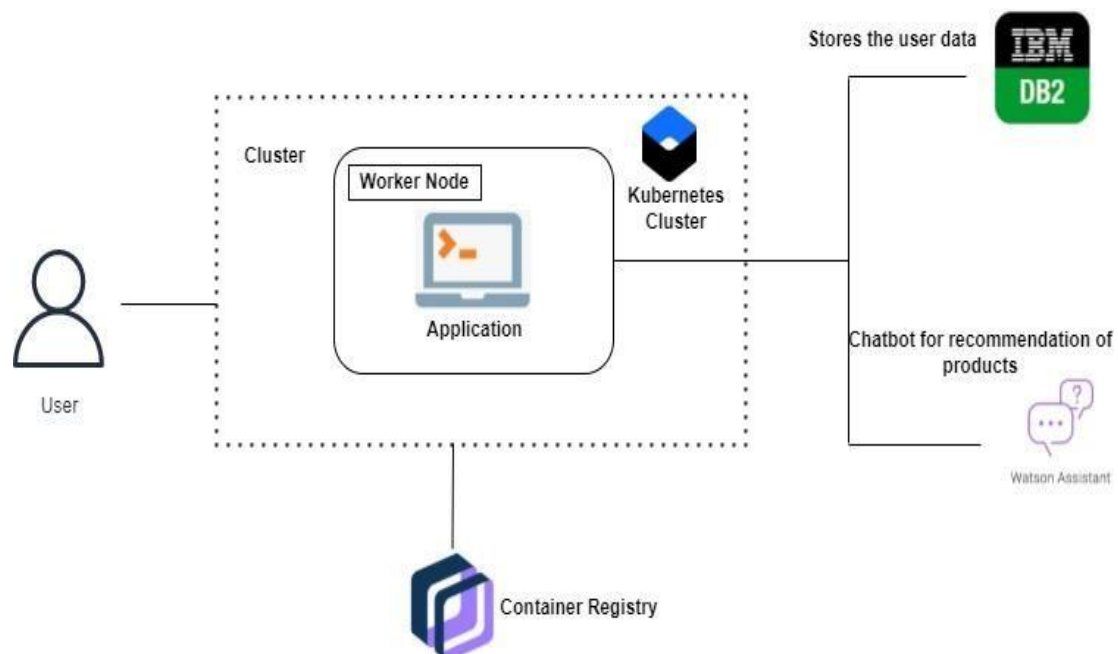 Stores the user data
IBM
DB2
Cluster
Worker Node
Kubernetes
Cluster
Application
Chatbot for recommendation of
products
User
Watson Assistant
Container Registry